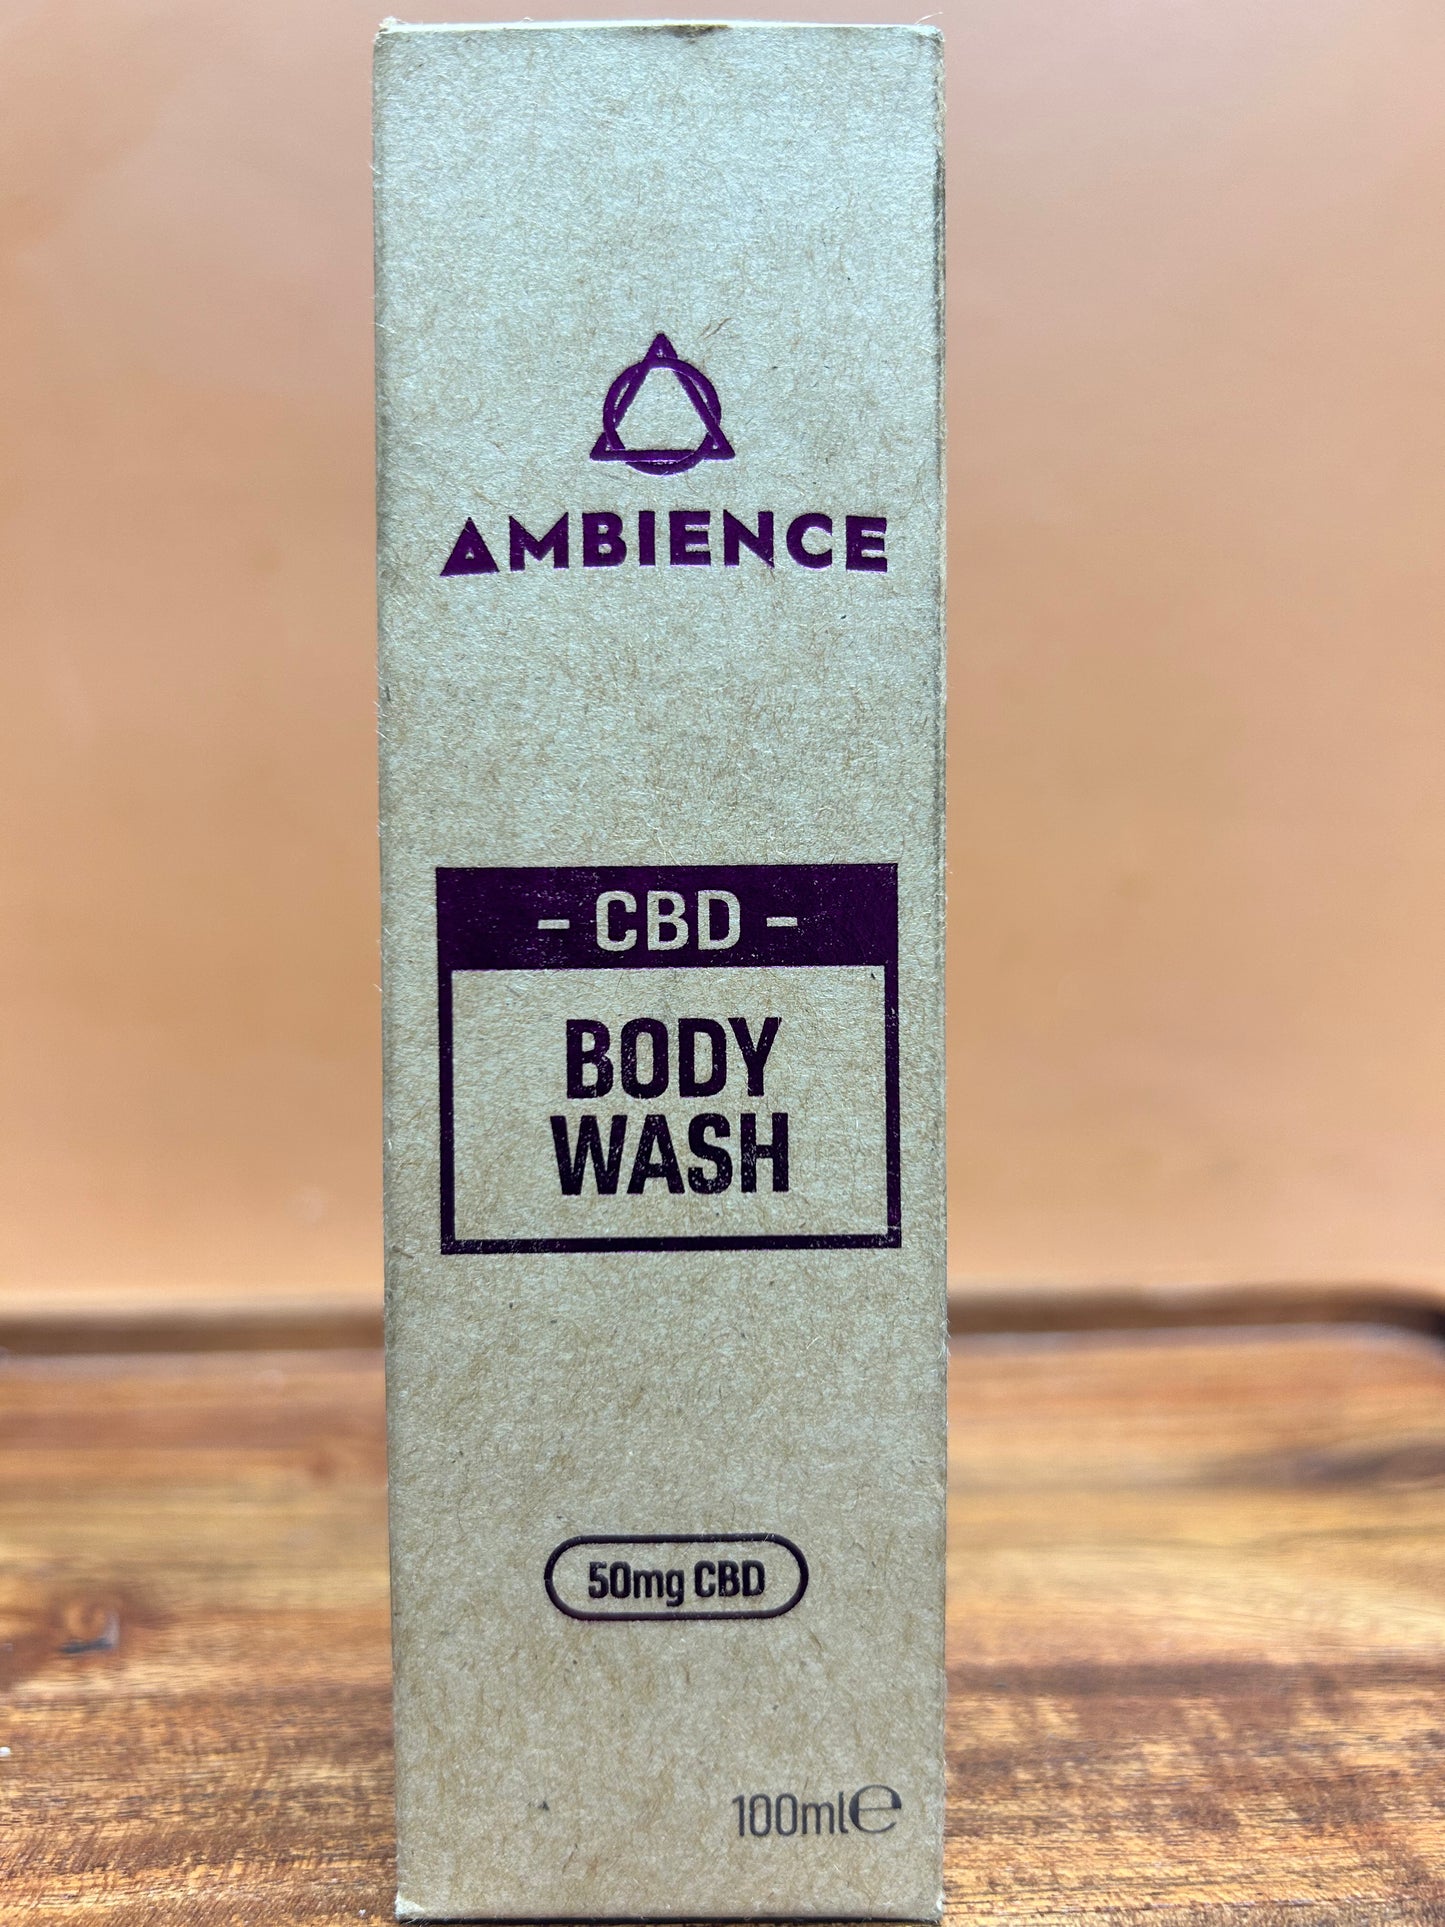 AMBIENCE
- CBD -
BODY
WASH
50mg CBD
100ml℮